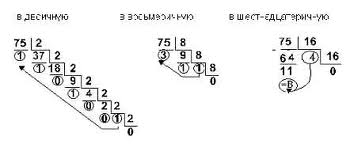 в двоичную в восьмеричную в шестнадцатеричную
75 2 75 8 - 75 16
1 37 2 3 9 8 64 4 16
1 18 2 1 1 8 11 0
0 9 2 0 =B
1 4 2
0 2 2
0 1 2
0